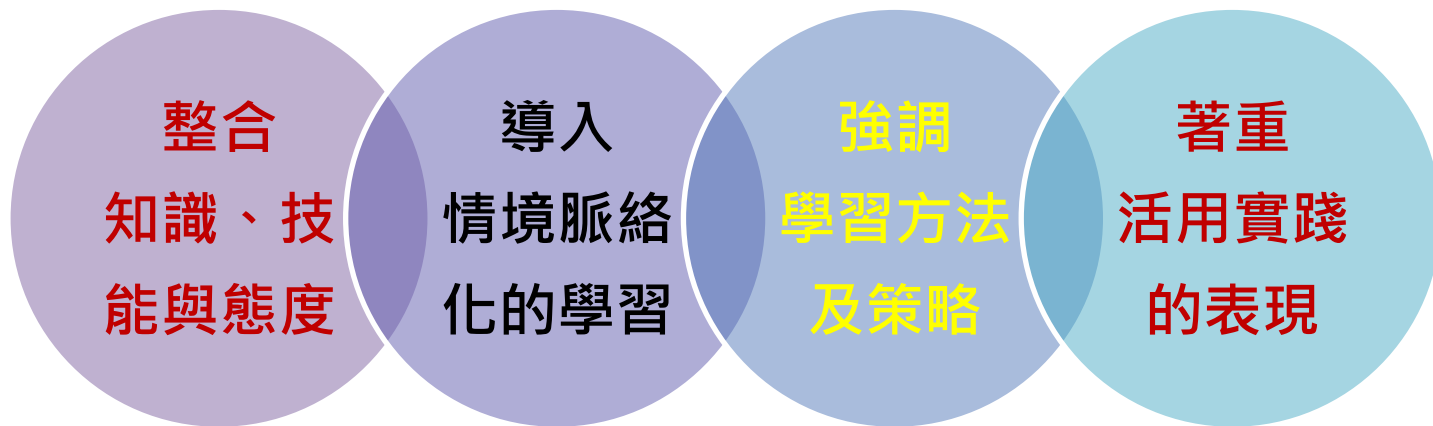 整合
知識、技
能與態度
導入
情境脈絡
化的學習
強調
學習方法
及策略
著重
活用實踐
的表現